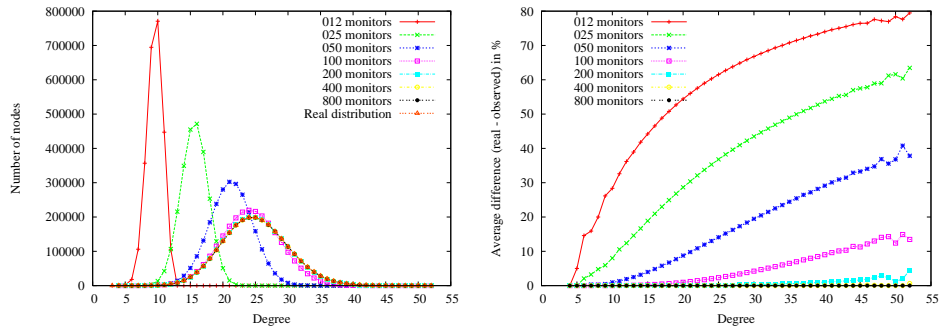 Number of nodes
800000
700000
600000
500000
400000
300000
200000
100000
0
012 monitors
025 monitors
050 monitors
100 monitors
200 monitors
400 monitors
800 monitors
Real distribution
0 5 10 15 20 25 30 35 40 45 50 55
Degree
Average difference (real - observed) in %
80
70
60
50
40
30
20
10
0
012 monitors
025 monitors
050 monitors
100 monitors
200 monitors
400 monitors
800 monitors
0 5 10 15 20 25 30 35 40 45 50 55
Degree